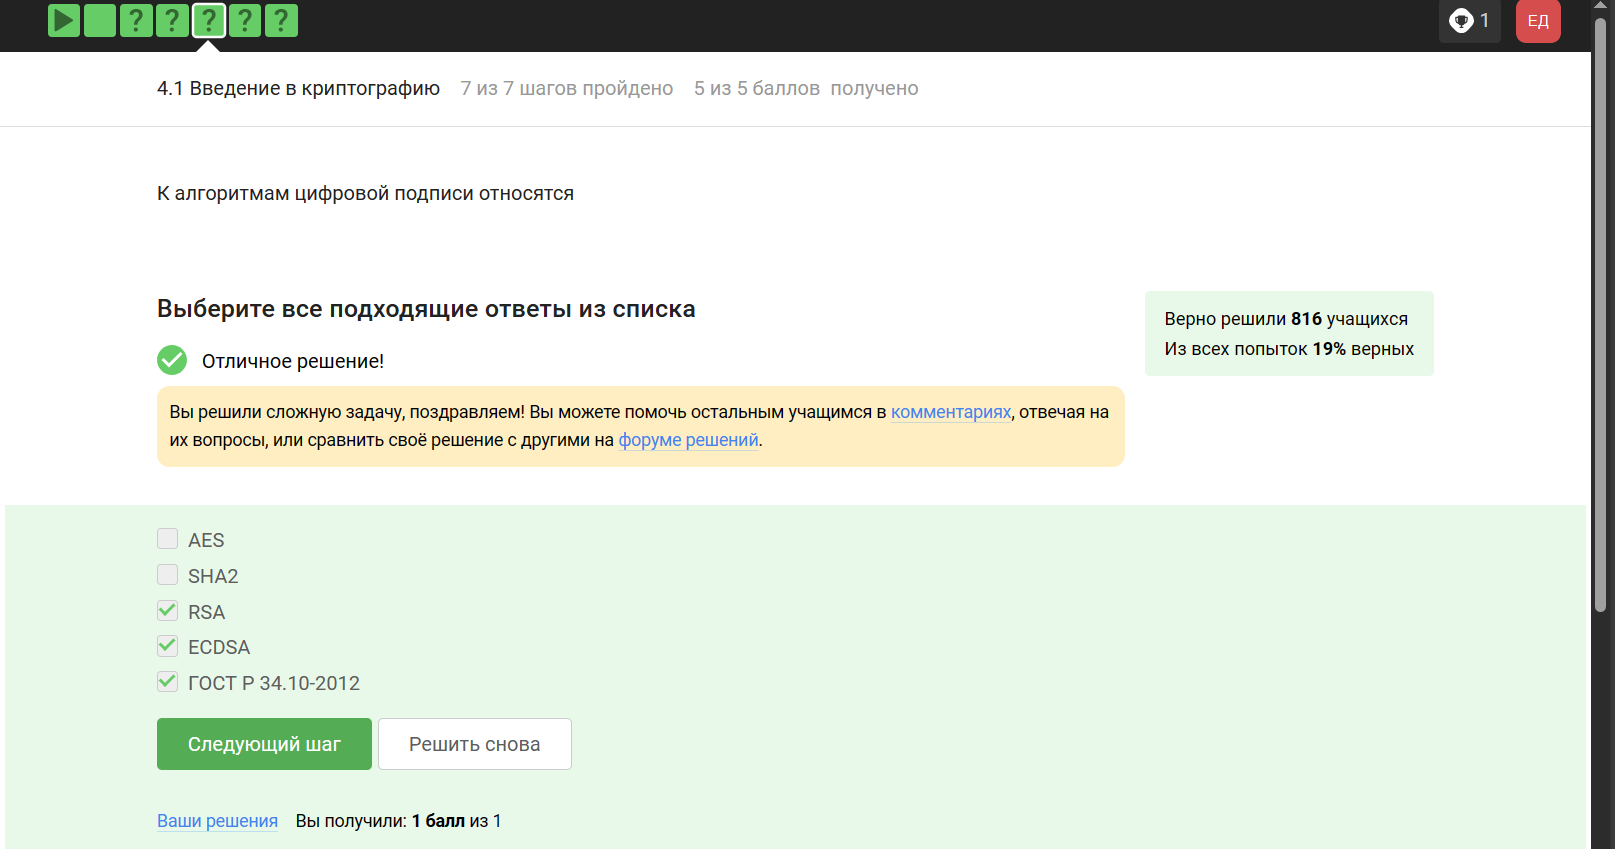 ? ? ? ? ?
1
ЕД
4.1 Введение в криптографию 7 из 7 шагов пройдено 5 из 5 баллов получено
К алгоритмам цифровой подписи относятся
Выберите все подходящие ответы из списка
Верно решили 816 учащихся
Из всех попыток 19% верных
Отличное решение!
Вы решили сложную задачу, поздравляем! Вы можете помочь остальным учащимся в комментариях, отвечая на
их вопросы, или сравнить своё решение с другими на форуме решений.
AES
SHA2
RSA
ECDSA
ГОСТ Р 34.10-2012
Следующий шаг
Решить снова
Ваши решения Вы получили: 1 балл из 1